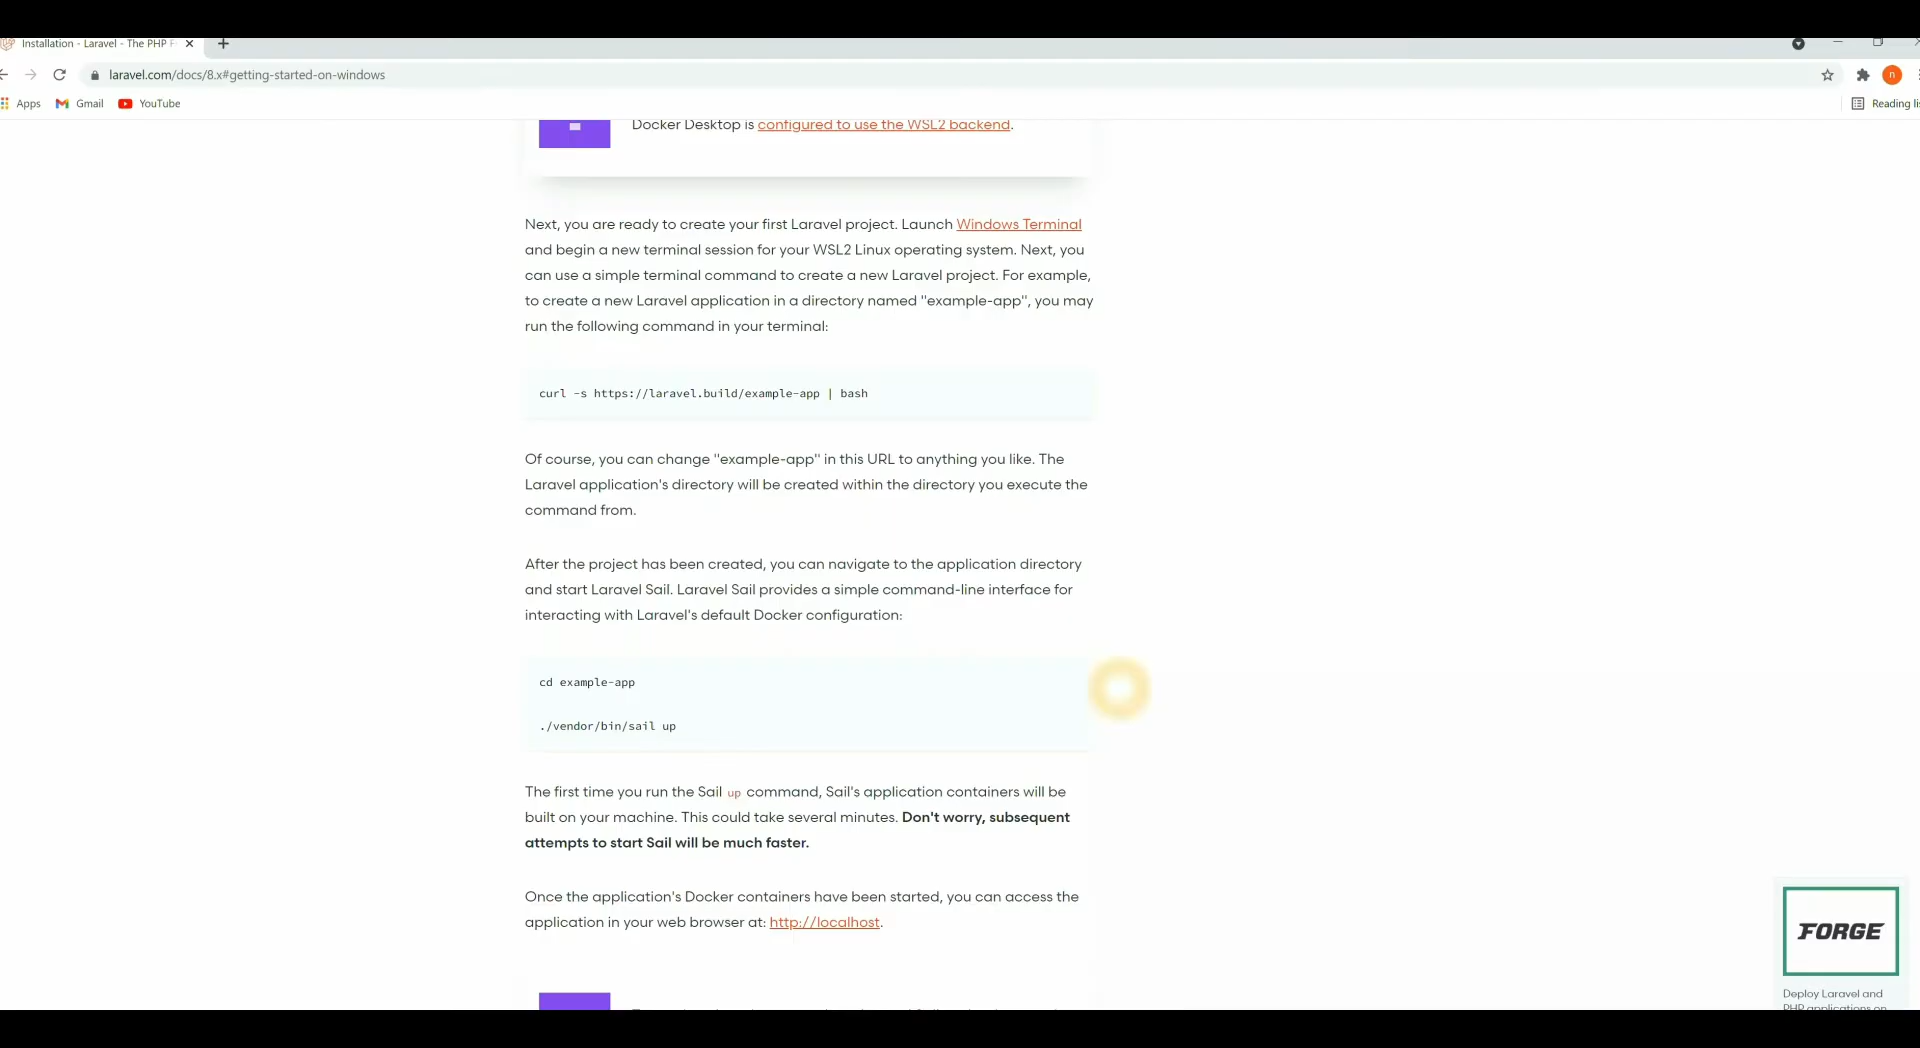 Installation - Laravel - The PHP F
laravel.com/docs/8.x#getting-started-on-windows
n
Apps Gmail YouTube
Reading
Docker Desktop is configured to use the WSL2 backend.
Next, you are ready to create your first Laravel project. Launch Windows Terminal
and begin a new terminal session for your WSL2 Linux operating system. Next, you
can use a simple terminal command to create a new Laravel project. For example,
to create a new Laravel application in a directory named "example-app", you may
run the following command in your terminal:
curl -s https://laravel.build/example-app | bash
Of course, you can change "example-app" in this URL to anything you like. The
Laravel application's directory will be created within the directory you execute the
command from.
After the project has been created, you can navigate to the application directory
and start Laravel Sail. Laravel Sail provides a simple command-line interface for
interacting with Laravel's default Docker configuration:
cd example-app
./vendor/bin/sail up
The first time you run the Sail up command, Sail's application containers will be
built on your machine. This could take several minutes. Don't worry, subsequent
attempts to start Sail will be much faster.
Once the application's Docker containers have been started, you can access the
application in your web browser at: http://localhost.
FORGE
Deploy Laravel and
PHP applications on